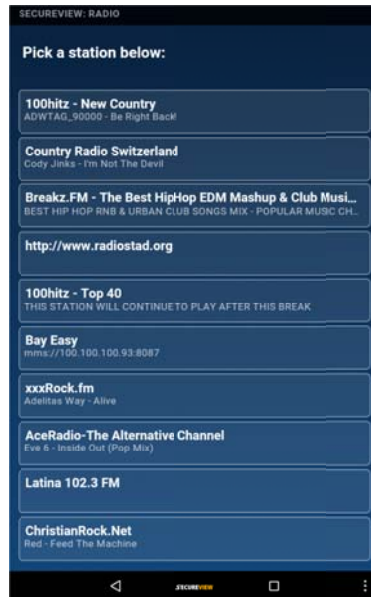 SECUREVIEW: RADIO
Pick a station below:
100hitz - New Country
ADWTAG_90000 - Be Right Back!
Country Radio Switzerland
Cody Jinks - I'm Not The Devil
Breakz.FM - The Best HipHop EDM Mashup & Club Musi...
BEST HIP HOP RNB & URBAN CLUB SONGS MIX - POPULAR MUSIC CH...
http://www.radiostad.org
100hitz - Top 40
THIS STATION WILL CONTINUETO PLAY AFTER THIS BREAK
Bay Easy
mms://100.100.100.93:8087
xxxRock.fm
Adelitas Way - Alive
AceRadio-The Alternative Channel
Eve 6 - Inside Out (Pop Mix)
Latina 102.3 FM
ChristianRock.Net
Red - Feed The Machine
SECUREVIEW